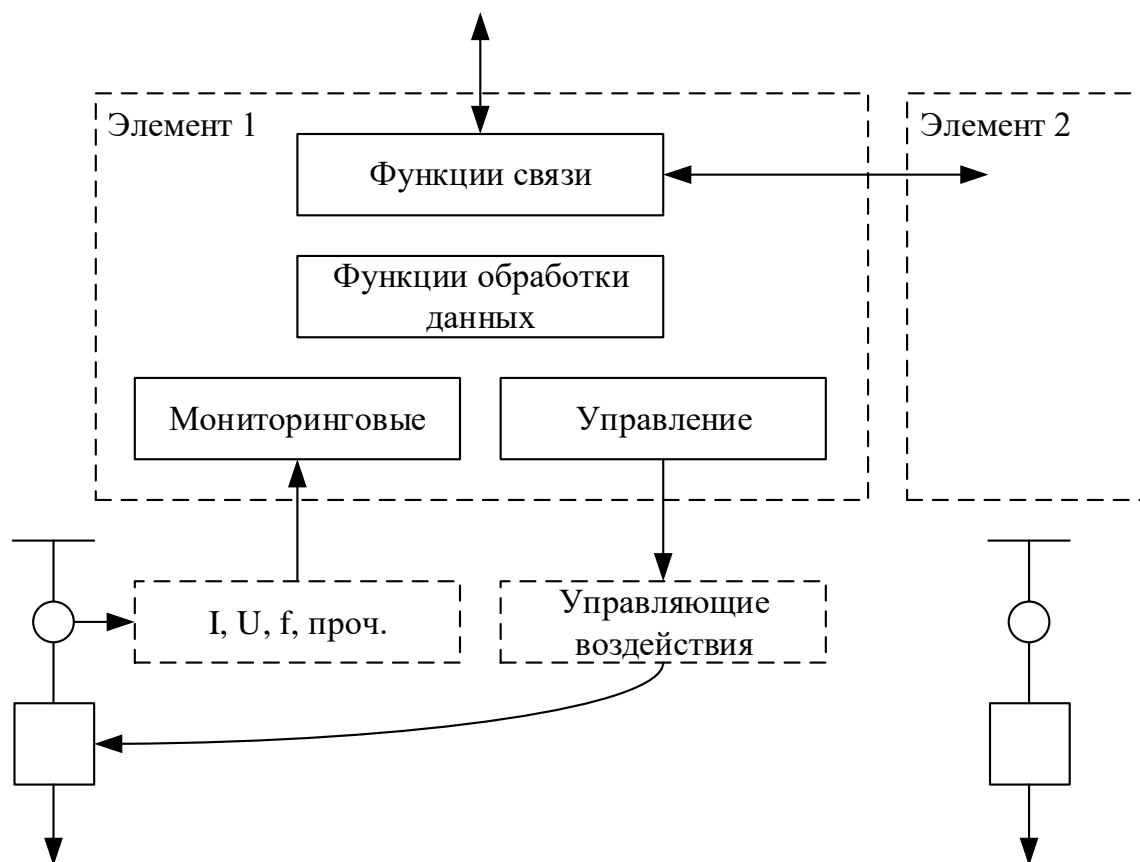 Элемент 1
Элемент 2
Функции связи
Функции обработки
данных
Мониторинговые
Управление
I, U, f, проч.
Управляющие
воздействия